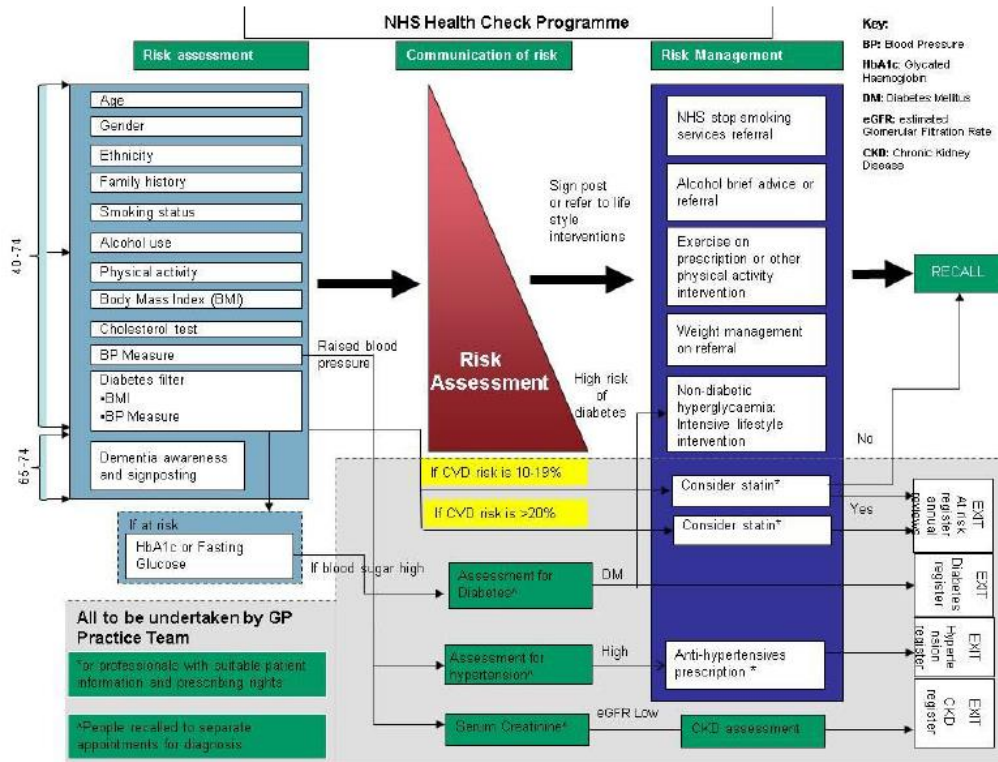 NHS Health Check Programme
Key:
BP: Blood Pressure
HbA1c: Glycated
Haemoglobin
DM: Diabetes Mellitus
eGFR: estimated
Glomerular Filtration Rate
CKD: Chronic Kidney
Disease
Risk assessment
Communication of risk
Risk Management
40-74
65-74
Age
Gender
Ethnicity
Family history
Smoking status
Alcohol use
Physical activity
Body Mass Index (BMI)
Cholesterol test
BP Measure
Diabetes filter
▪BMI
▪BP Measure
Dementia awareness
and signposting
If at risk
HbA1c or Fasting
Glucose
Raised blood
pressure
If blood sugar high
Risk
Assessment
Sign post
or refer to life
style
interventions
High risk
of
diabetes
NHS stop smoking
services referral
Alcohol brief advice or
referral
Exercise on
prescription or other
physical activity
intervention
Weight management
on referral
Non-diabetic
hyperglycaemia:
Intensive lifestyle
intervention
RECALL
No
Yes
If CVD risk is 10-19%
If CVD risk is >20%
Consider statin
Consider statin
EXIT
At risk
register
annual
reviews
Assessment for
Diabetes^
DM
EXIT
Diabetes
register
Assessment for
hypertension^
High
Anti-hypertensives
prescription *
EXIT
Hyperte
nsion
register
Serum Creatinine^
eGFR Low
CKD assessment
EXIT
CKD
register
All to be undertaken by GP
Practice Team
*or professionals with suitable patient
information and prescribing rights
^People recalled to separate
appointments for diagnosis